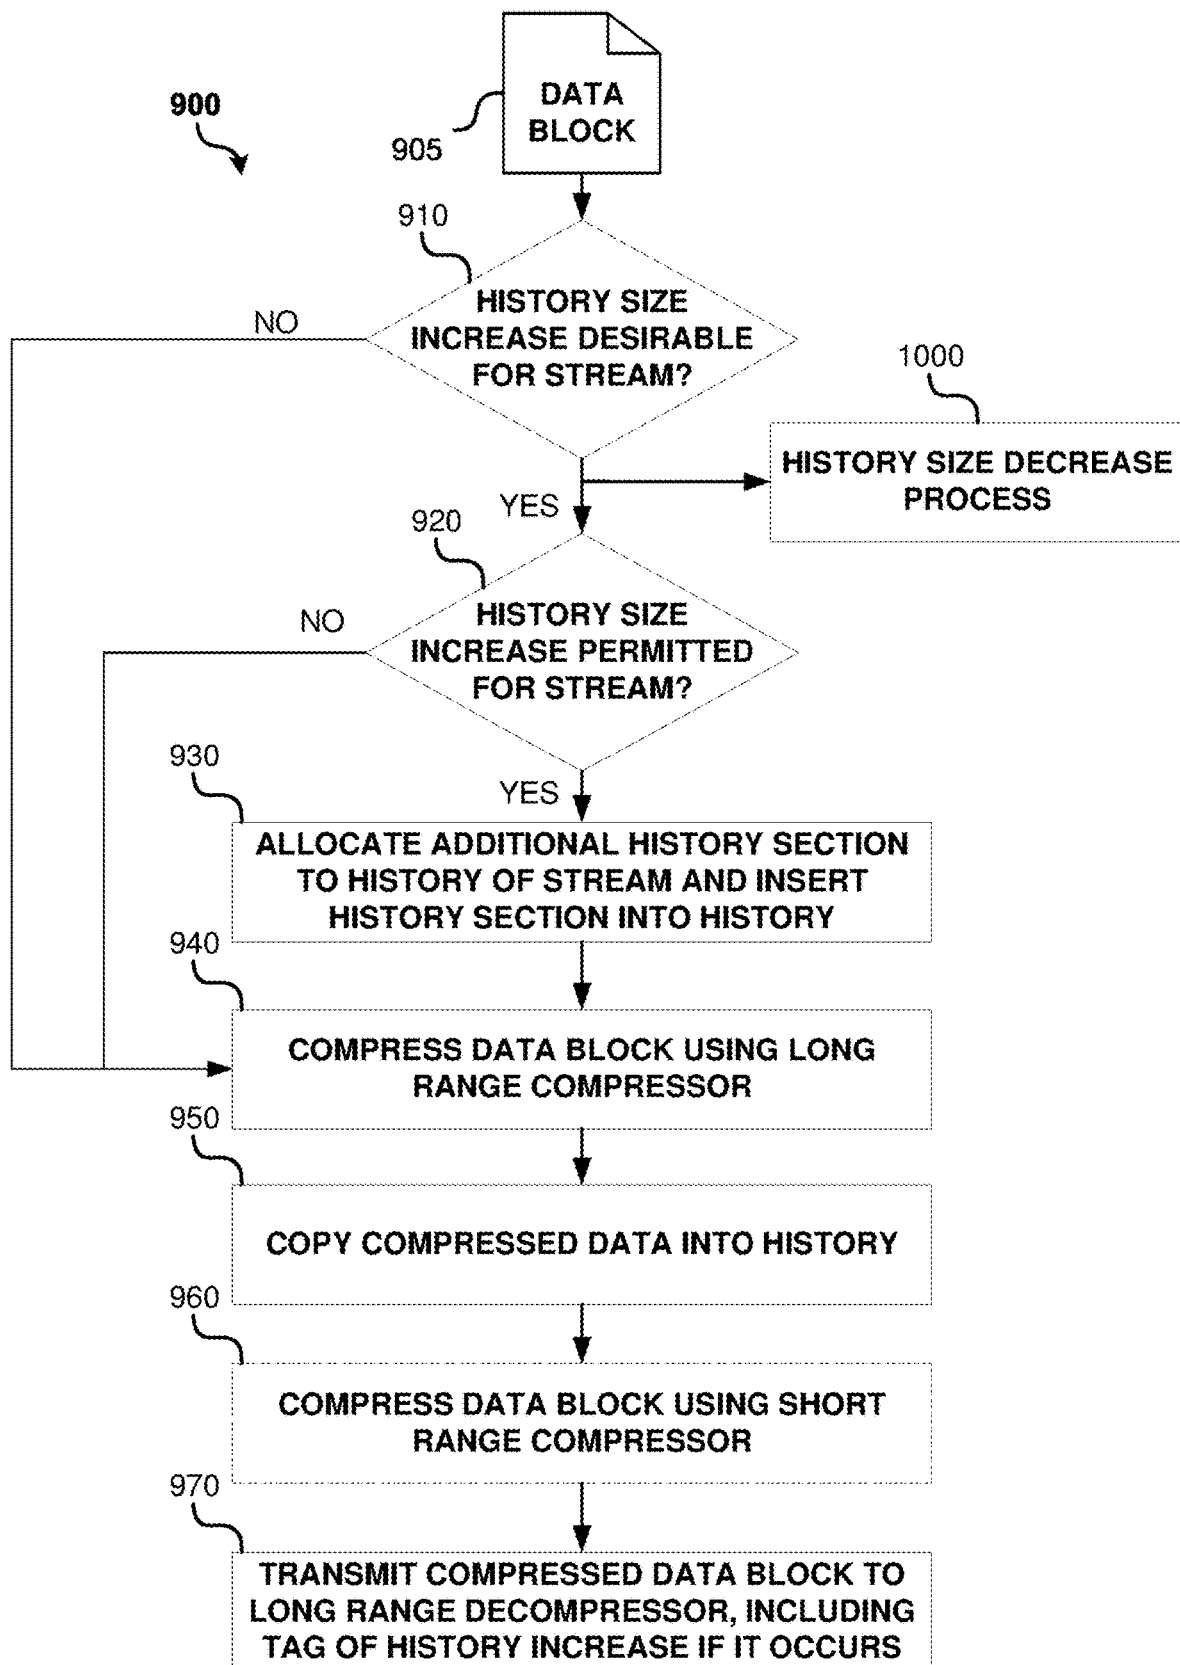 DATA
BLOCK
900
905
910
HISTORY SIZE
INCREASE DESIRABLE
FOR STREAM?
NO
1000
HISTORY SIZE DECREASE
PROCESS
YES
920
HISTORY SIZE
INCREASE PERMITTED
FOR STREAM?
NO
930
YES
ALLOCATE ADDITIONAL HISTORY SECTION
TO HISTORY OF STREAM AND INSERT
HISTORY SECTION INTO HISTORY
940
COMPRESS DATA BLOCK USING LONG
RANGE COMPRESSOR
950
COPY COMPRESSED DATA INTO HISTORY
960
COMPRESS DATA BLOCK USING SHORT
RANGE COMPRESSOR
970
TRANSMIT COMPRESSED DATA BLOCK TO
LONG RANGE DECOMPRESSOR, INCLUDING
TAG OF HISTORY INCREASE IF IT OCCURS